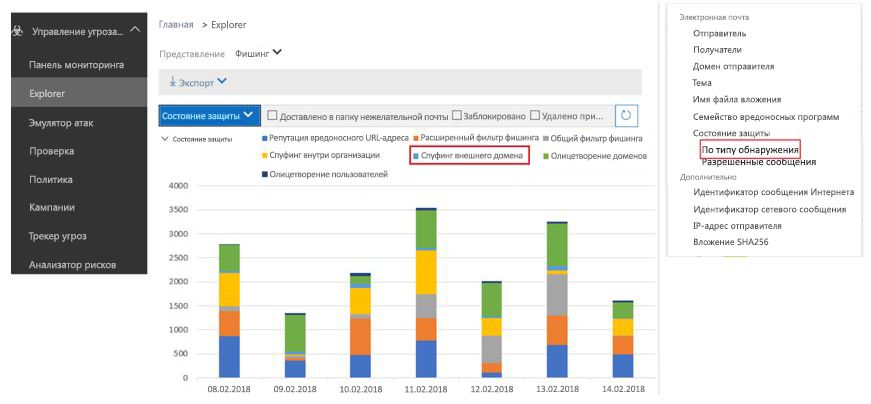 Управление угроза...
Панель мониторинга
Explorer
Эмулятор атак
Проверка
Политика
Кампании
Трекер угроз
Анализатор рисков
Главная > Explorer
Представление Фишинг
Экспорт
Состояние защиты Доставлено в папку нежелательной почты Заблокировано Удалено при...
Состояние защиты Репутация вредоносного URL-адреса Расширенный фильтр фишинга Общий фильтр фишинга
Спуфинг внутри организации Спуфинг внешнего домена Олицетворение доменов
Олицетворение пользователей
4000
3500
3000
2500
2000
1500
1000
500
0
08.02.2018 09.02.2018 10.02.2018 11.02.2018 12.02.2018 13.02.2018 14.02.2018
Электронная почта
Отправитель
Получатели
Домен отправителя
Тема
Имя файла вложения
Семейство вредоносных программ
Состояние защиты
По типу обнаружения
Разрешенные сообщения
Дополнительно
Идентификатор сообщения Интернета
Идентификатор сетевого сообщения
IP-адрес отправителя
Вложение SHA256